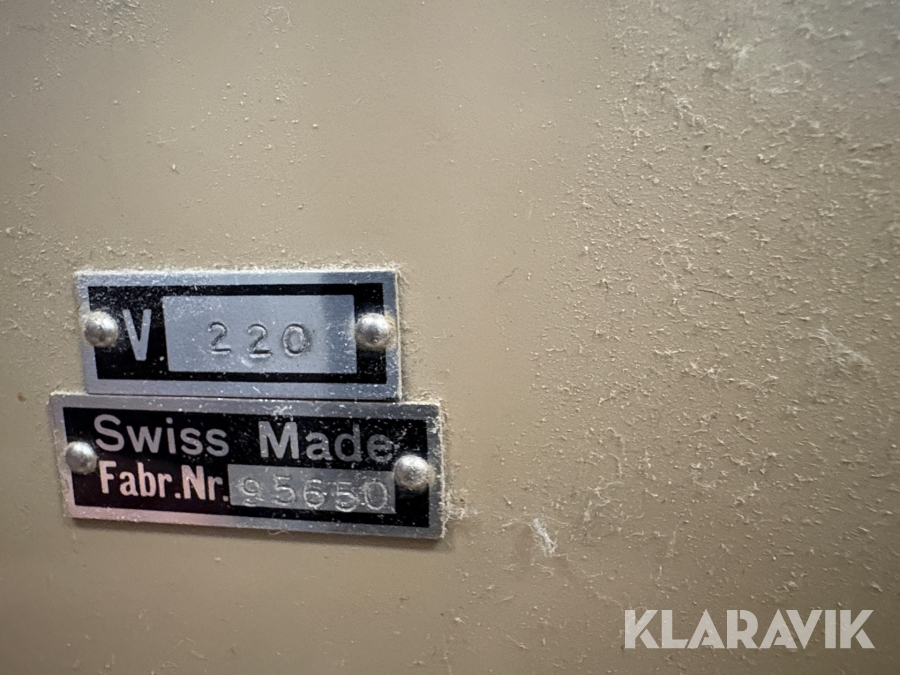 V 220
Swiss Made
Fabr.Nr. 95650
KLARAVIK